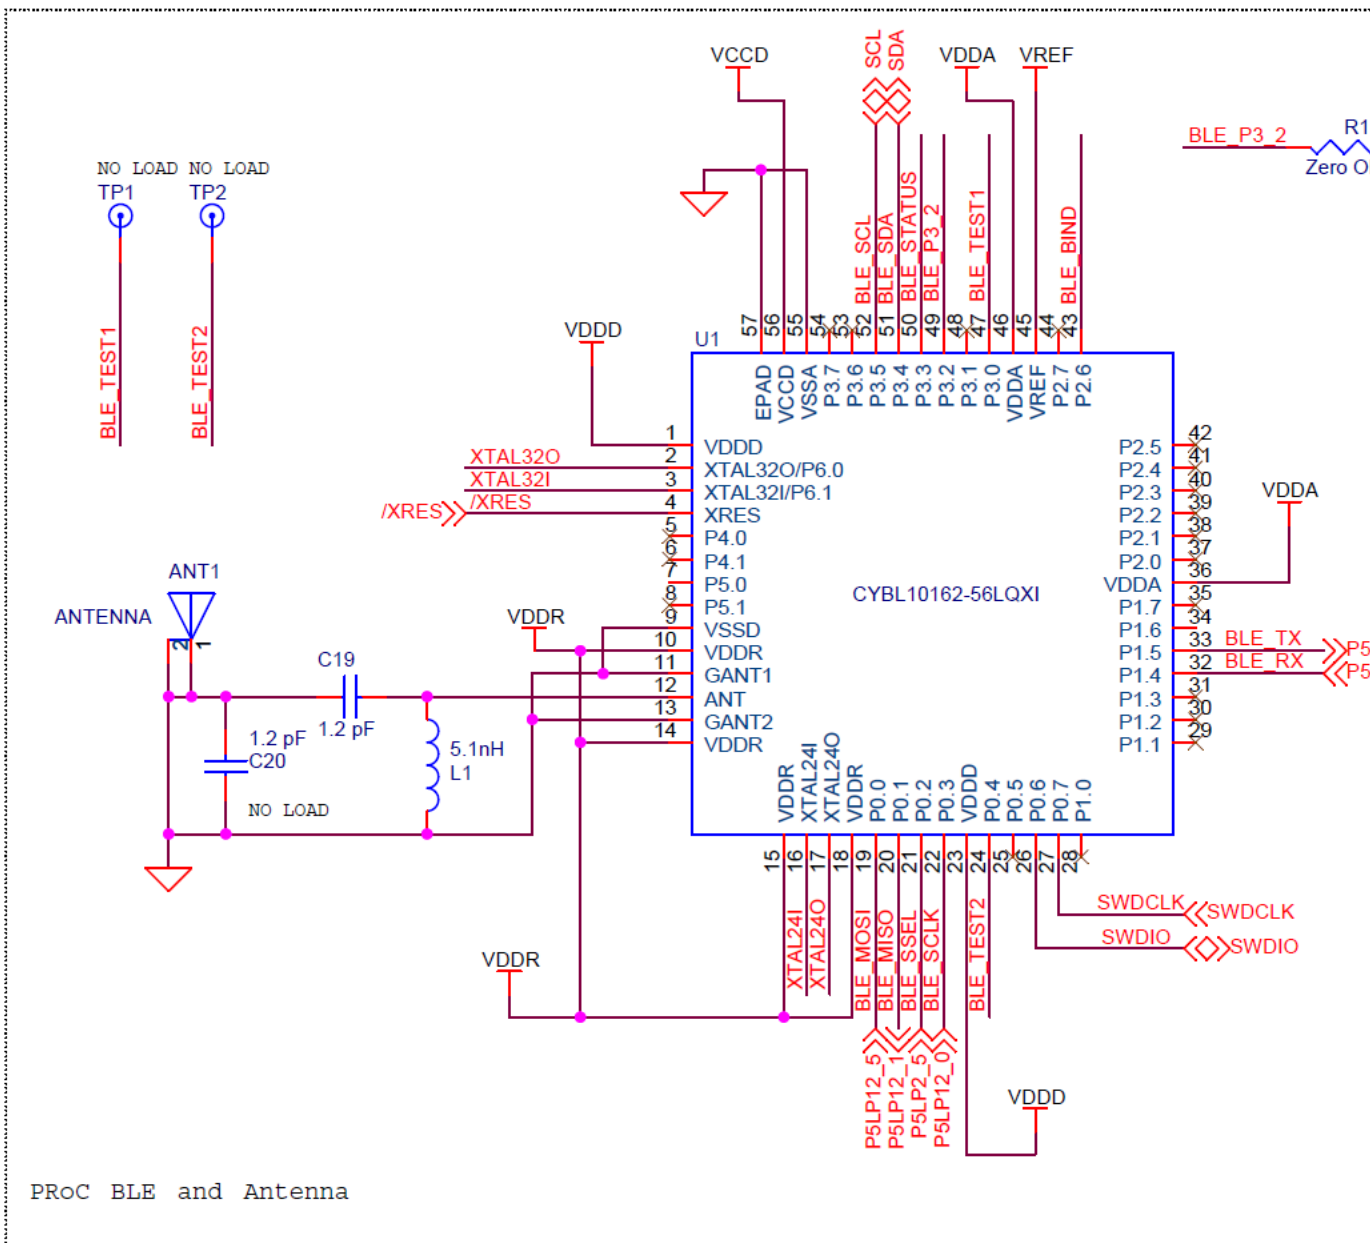 VCCD
SCL
SDA
VDDA
VREF
BLE_P3_2
R1
Zero O
NO LOAD NO LOAD
TP1 TP2
BLE_TEST1
BLE_TEST2
BLE_SCL
BLE_SDA
BLE_STATUS
BLE_P3_2
BLE_TEST1
BLE_BIND
VDDD
U1
57 56 55 54 53 52 51 50 49 48 47 46 45 44 43
EPAD VCCD VSSA P3.7 P3.6 P3.5 P3.4 P3.3 P3.2 P3.1 P3.0 VDDA VREF P2.7 P2.6
1 VDDD
XTAL32O 2 XTAL32O/P6.0
XTAL32I 3 XTAL32I/P6.1
/XRES /XRES 4 XRES
5 P4.0
6 P4.1
7 P5.0
8 P5.1
9 VSSD
VDDR 10 VDDR
11 GANT1
12 ANT
13 GANT2
14 VDDR
CYBL10162-56LQXI
P2.5 42
P2.4 41
P2.3 40
P2.2 39
P2.1 38
P2.0 37
VDDA 36
VDDA
P1.7 35
P1.6 34
P1.5 33 BLE_TX P5
P1.4 32 BLE_RX P5
P1.3 31
P1.2 30
P1.1 29
ANT1
ANTENNA
2 1
C19
1.2 pF
1.2 pF
C20
NO LOAD
5.1nH
L1
VDDR XTAL24I XTAL24O VDDR P0.0 P0.1 P0.2 P0.3 VDDD P0.4 P0.5 P0.6 P0.7 P1.0
15 16 17 18 19 20 21 22 23 24 25 26 27 28
XTAL24I
XTAL24O
BLE_MOSI
BLE_MISO
BLE_SSEL
BLE_SCLK
BLE_TEST2
SWDCLK SWDCLK
SWDIO SWDIO
VDDR
P5LP12_5
P5LP12_1
P5LP2_5
P5LP12_0
VDDD
PRoC BLE and Antenna